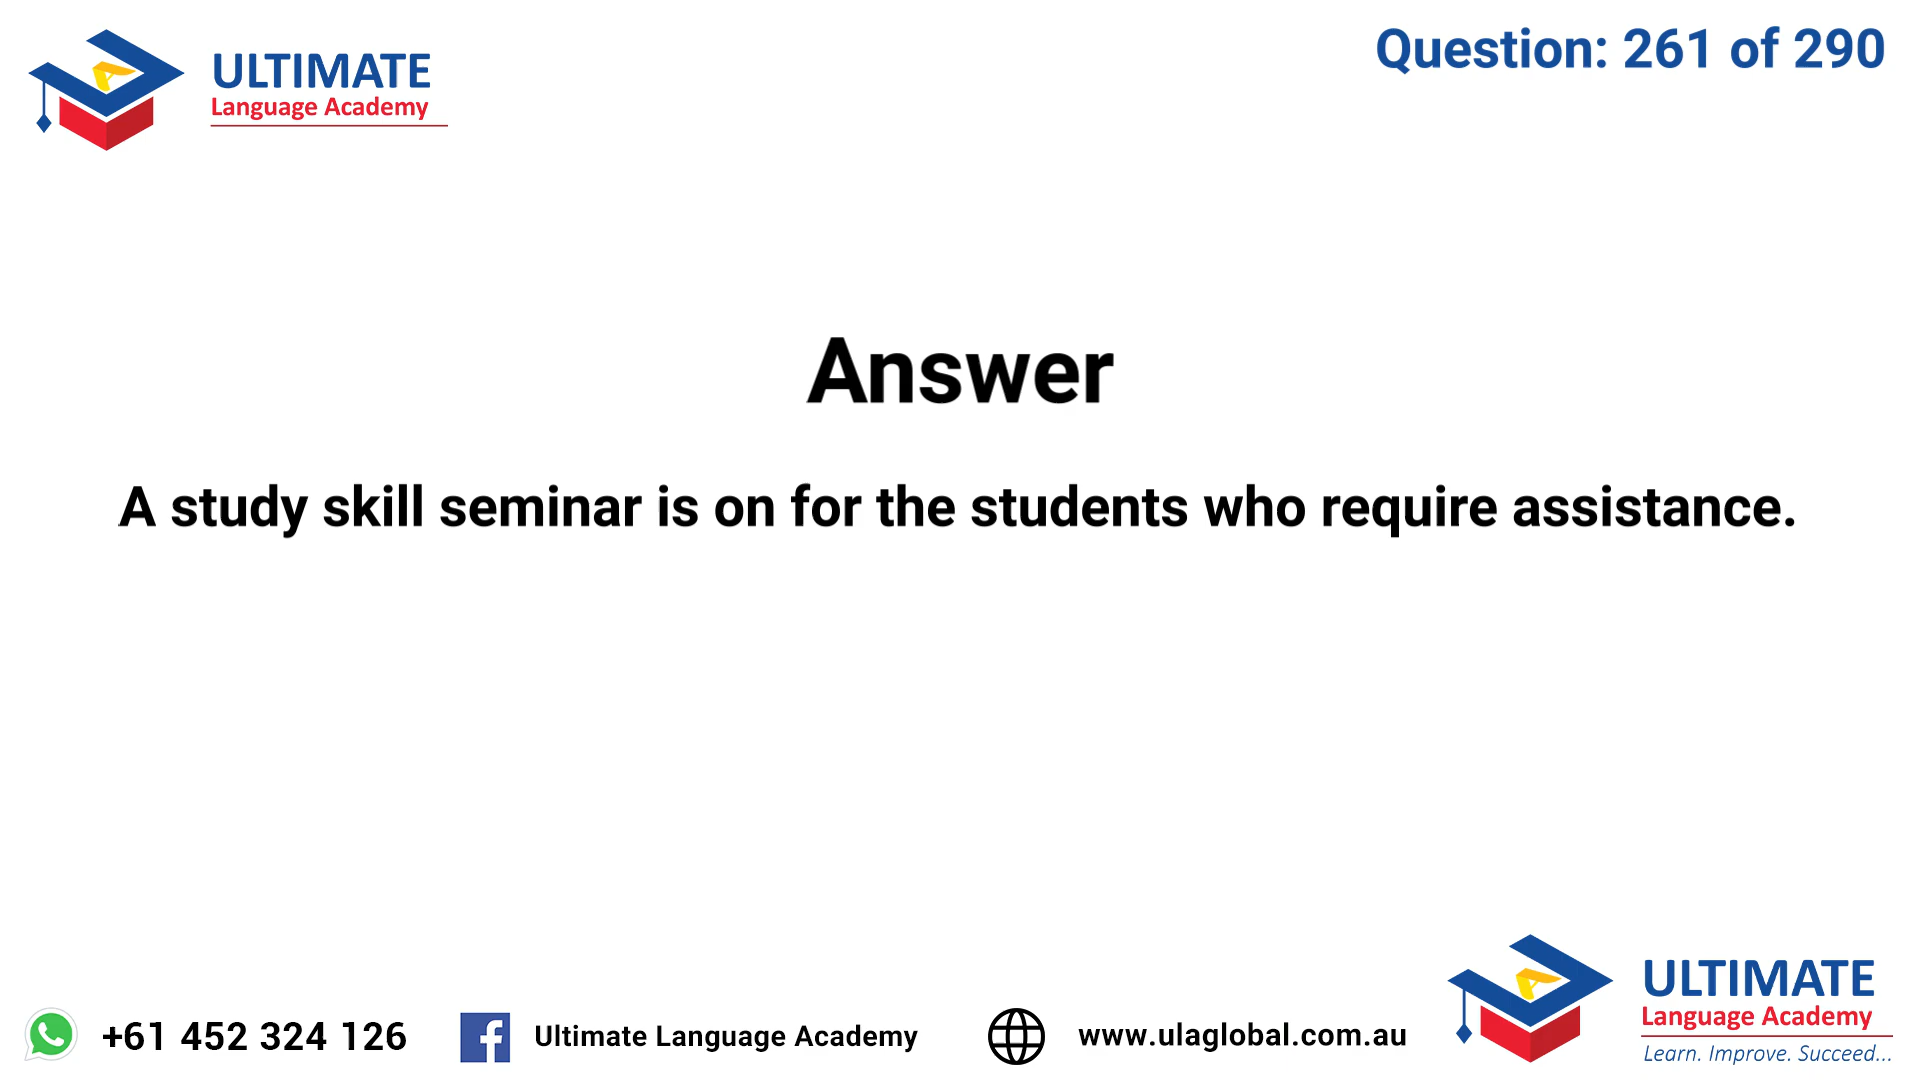 ULTIMATE
Language Academy
Question: 261 of 290
Answer
A study skill seminar is on for the students who require assistance.
+61 452 324 126
Ultimate Language Academy
www.ulaglobal.com.au
ULTIMATE
Language Academy
Learn. Improve. Succeed...